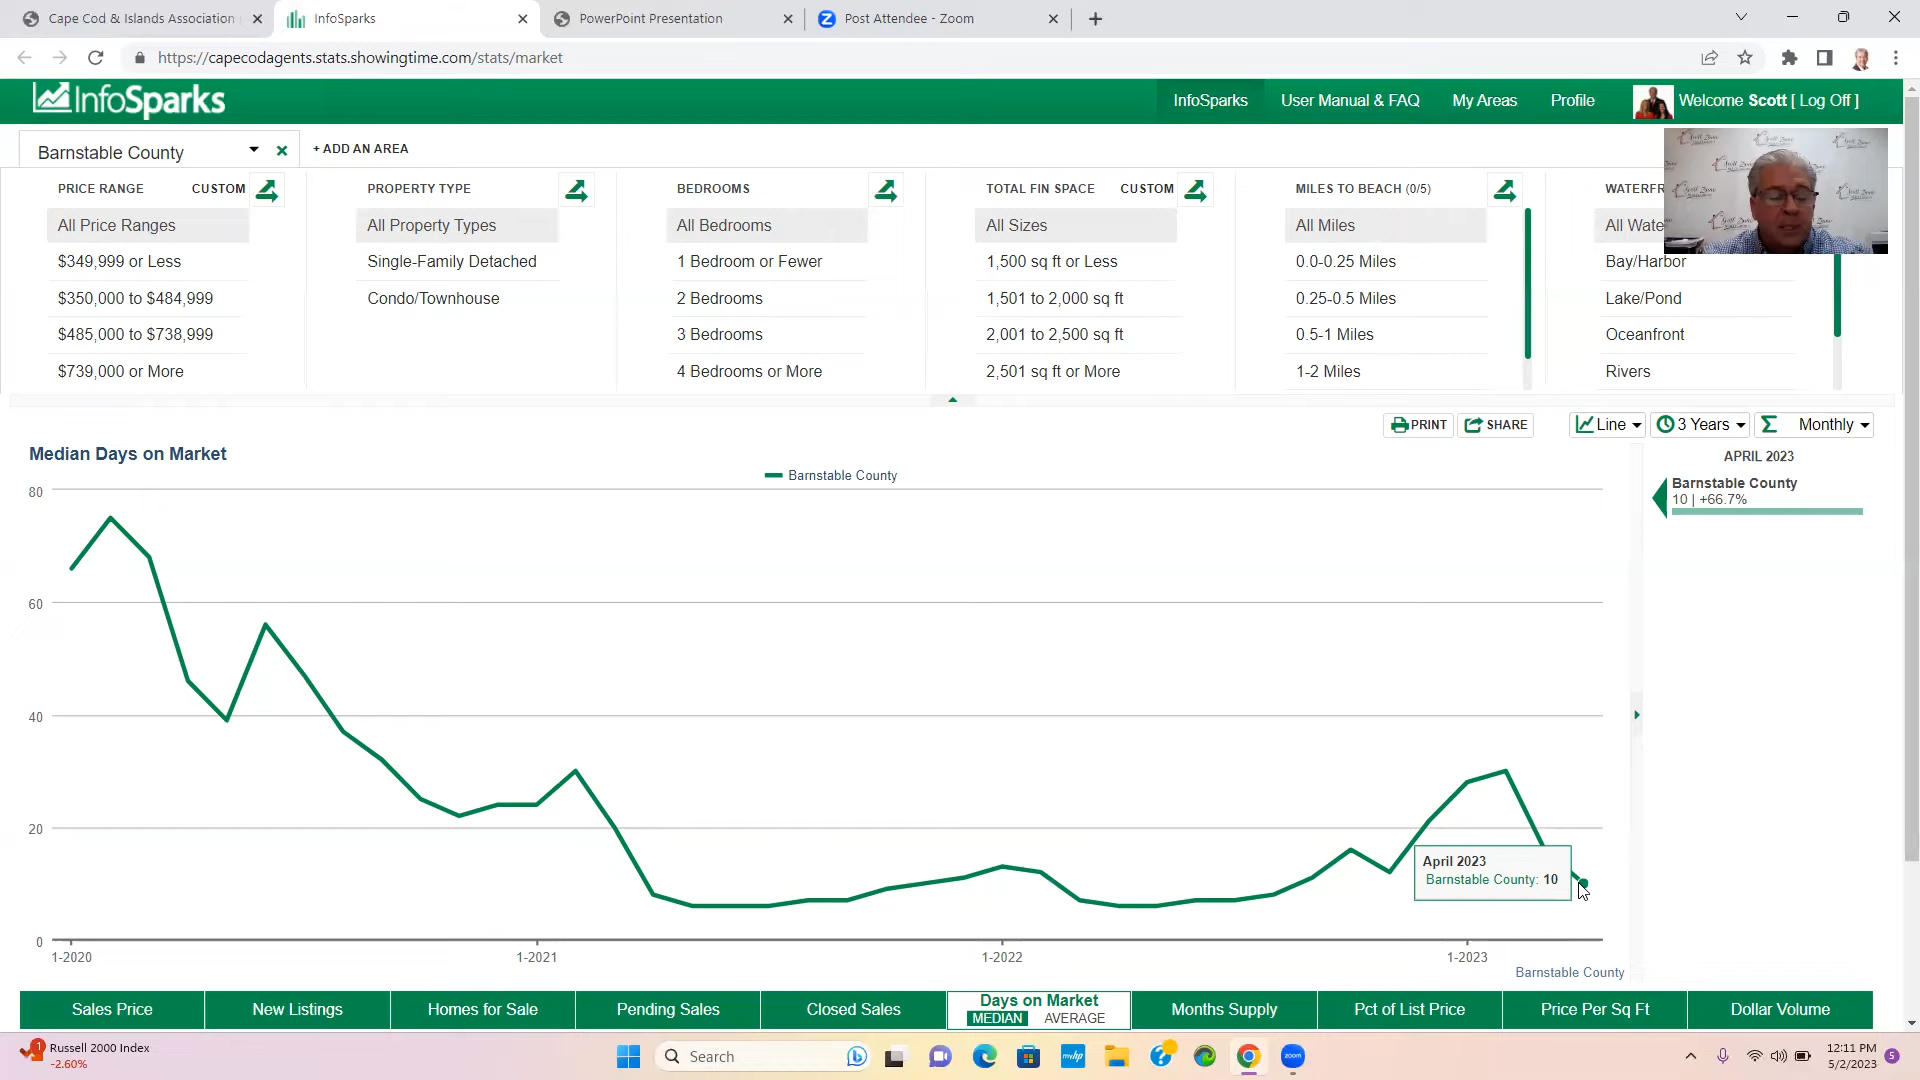 Cape Cod & Islands Association
InfoSparks
PowerPoint Presentation
Post Attendee - Zoom
https://capecodagents.stats.showingtime.com/stats/market
InfoSparks
InfoSparks
User Manual & FAQ
My Areas
Profile
Welcome Scott [ Log Off ]
Barnstable County
+ ADD AN AREA
PRICE RANGE CUSTOM
All Price Ranges
$349,999 or Less
$350,000 to $484,999
$485,000 to $738,999
$739,000 or More
PROPERTY TYPE
All Property Types
Single-Family Detached
Condo/Townhouse
BEDROOMS
All Bedrooms
1 Bedroom or Fewer
2 Bedrooms
3 Bedrooms
4 Bedrooms or More
TOTAL FIN SPACE CUSTOM
All Sizes
1,500 sq ft or Less
1,501 to 2,000 sq ft
2,001 to 2,500 sq ft
2,501 sq ft or More
MILES TO BEACH (0/5)
All Miles
0.0-0.25 Miles
0.25-0.5 Miles
0.5-1 Miles
1-2 Miles
WATERF
All Wate
Bay/Harbor
Lake/Pond
Oceanfront
Rivers
PRINT
SHARE
Line
3 Years
Monthly
Median Days on Market
Barnstable County
APRIL 2023
Barnstable County
10 | +66.7%
80
60
40
20
0
April 2023
Barnstable County: 10
1-2020
1-2021
1-2022
1-2023
Barnstable County
Sales Price
New Listings
Homes for Sale
Pending Sales
Closed Sales
Days on Market
MEDIAN AVERAGE
Months Supply
Pct of List Price
Price Per Sq Ft
Dollar Volume
1
Russell 2000 Index
-2.60%
Search
myhp
zoom
12:11 PM
5/2/2023
5